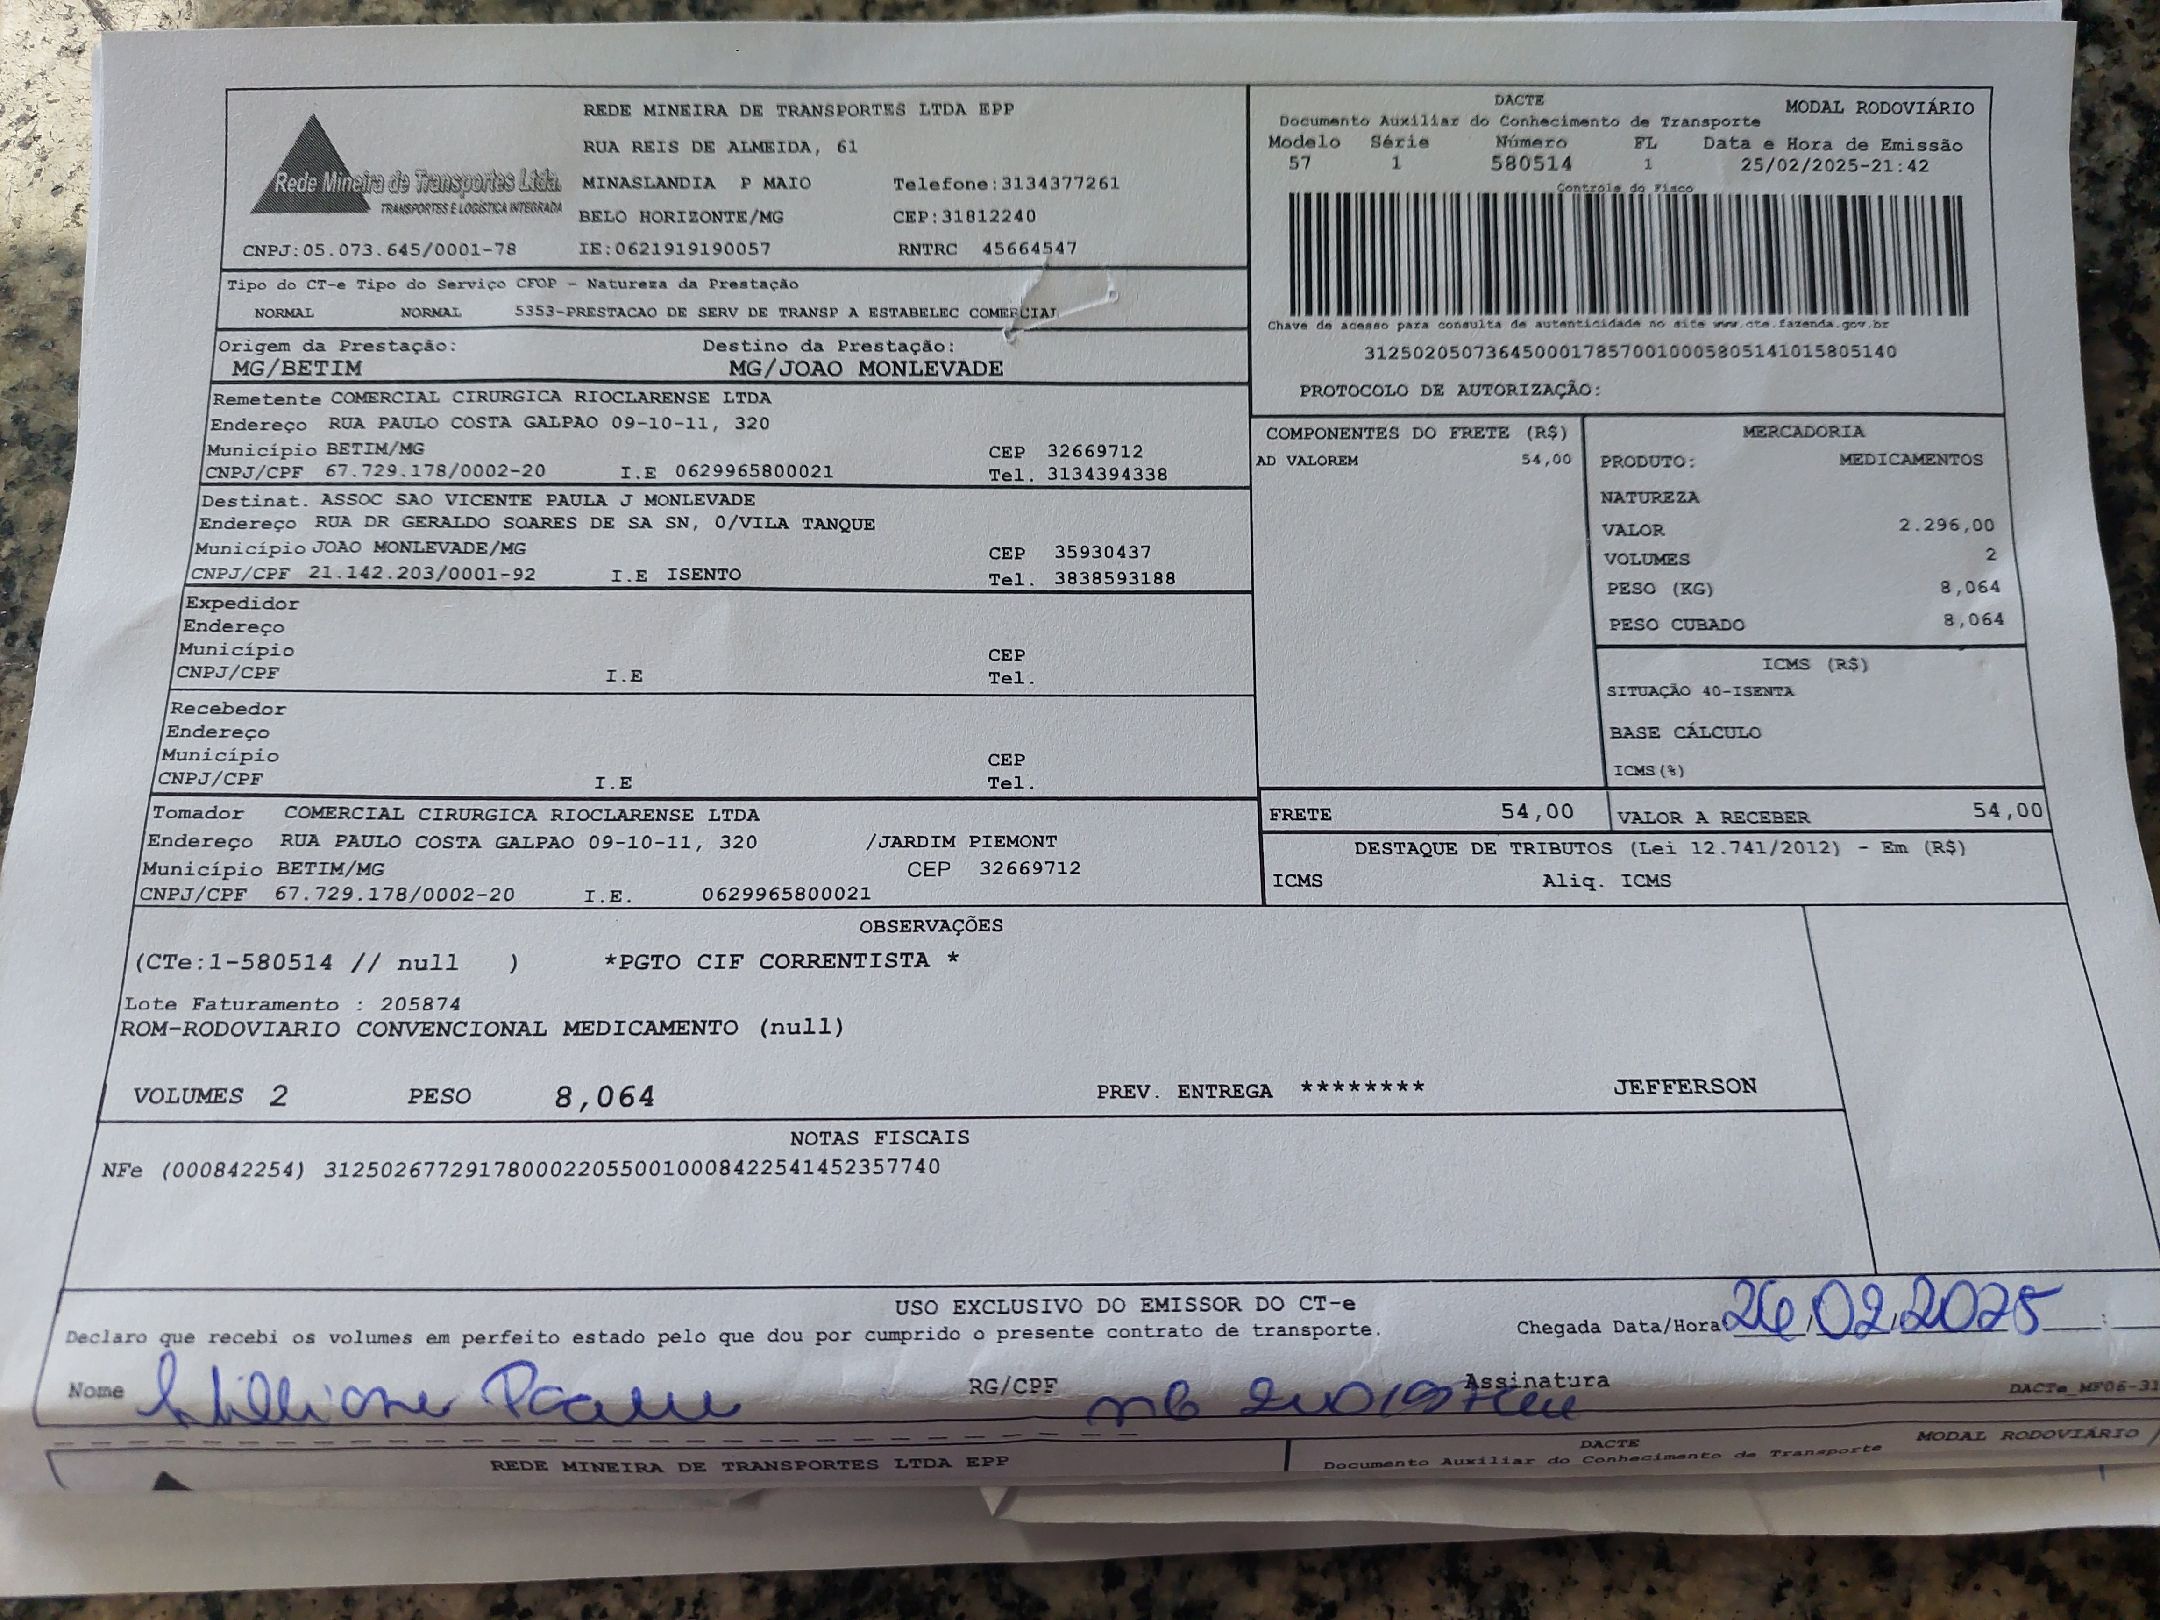 REDE MINEIRA DE TRANSPORTES LTDA EPP
RUA REIS DE ALMEIDA, 61
Rede Mineira de Transportes Ltda.
TRANSPORTES E LOGÍSTICA INTEGRADA
MINASLANDIA P MAIO Telefone:3134377261
BELO HORIZONTE/MG CEP:31812240
CNPJ:05.073.645/0001-78 IE:0621919190057 RNTRC 45664547
DACTE MODAL RODOVIÁRIO
Documento Auxiliar do Conhecimento de Transporte
Modelo Série Número FL Data e Hora de Emissão
57 1 580514 1 25/02/2025-21:42
Controle do Fisco
Chave de acesso para consulta de autenticidade no site www.cte.fazenda.gov.br
31250205073645000178570010005805141015805140
PROTOCOLO DE AUTORIZAÇÃO:
Tipo do CT-e Tipo do Serviço CFOP - Natureza da Prestação
NORMAL NORMAL 5353-PRESTACAO DE SERV DE TRANSP A ESTABELEC COMERCIAL
Origem da Prestação: Destino da Prestação:
MG/BETIM MG/JOAO MONLEVADE
Remetente COMERCIAL CIRURGICA RIOCLARENSE LTDA
Endereço RUA PAULO COSTA GALPAO 09-10-11, 320
Município BETIM/MG CEP 32669712
CNPJ/CPF 67.729.178/0002-20 I.E 0629965800021 Tel. 3134394338
Destinat. ASSOC SAO VICENTE PAULA J MONLEVADE
Endereço RUA DR GERALDO SOARES DE SA SN, 0/VILA TANQUE
Município JOAO MONLEVADE/MG CEP 35930437
CNPJ/CPF 21.142.203/0001-92 I.E ISENTO Tel. 3838593188
Expedidor
Endereço
Município CEP
CNPJ/CPF I.E Tel.
Recebedor
Endereço
Município CEP
CNPJ/CPF I.E Tel.
Tomador COMERCIAL CIRURGICA RIOCLARENSE LTDA
Endereço RUA PAULO COSTA GALPAO 09-10-11, 320 /JARDIM PIEMONT
Município BETIM/MG CEP 32669712
CNPJ/CPF 67.729.178/0002-20 I.E. 0629965800021
COMPONENTES DO FRETE (R$)
AD VALOREM 54,00
MERCADORIA
PRODUTO: MEDICAMENTOS
NATUREZA
VALOR 2.296,00
VOLUMES 2
PESO (KG) 8,064
PESO CUBADO 8,064
ICMS (R$)
SITUAÇÃO 40-ISENTA
BASE CÁLCULO
ICMS(%)
FRETE 54,00 VALOR A RECEBER 54,00
DESTAQUE DE TRIBUTOS (Lei 12.741/2012) - Em (R$)
ICMS Aliq. ICMS
OBSERVAÇÕES
(CTe:1-580514 // null ) *PGTO CIF CORRENTISTA *
Lote Faturamento : 205874
ROM-RODOVIARIO CONVENCIONAL MEDICAMENTO (null)
VOLUMES 2 PESO 8,064 PREV. ENTREGA ******** JEFFERSON
NOTAS FISCAIS
NFe (000842254) 31250267729178000220550010008422541452357740
USO EXCLUSIVO DO EMISSOR DO CT-e
Declaro que recebi os volumes em perfeito estado pelo que dou por cumprido o presente contrato de transporte. Chegada Data/Hora 26/02/2025
Nome RG/CPF Assinatura
REDE MINEIRA DE TRANSPORTES LTDA EPP
DACTE MODAL RODOVIÁRIO
Documento Auxiliar do Conhecimento de Transporte